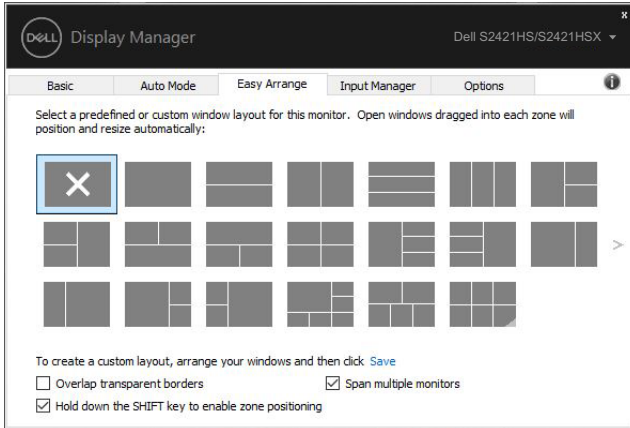 x
DELL Display Manager
Dell S2421HS/S2421HSX
Basic Auto Mode Easy Arrange Input Manager Options i
Select a predefined or custom window layout for this monitor. Open windows dragged into each zone will
position and resize automatically:
>
To create a custom layout, arrange your windows and then click Save
Overlap transparent borders
Span multiple monitors
Hold down the SHIFT key to enable zone positioning